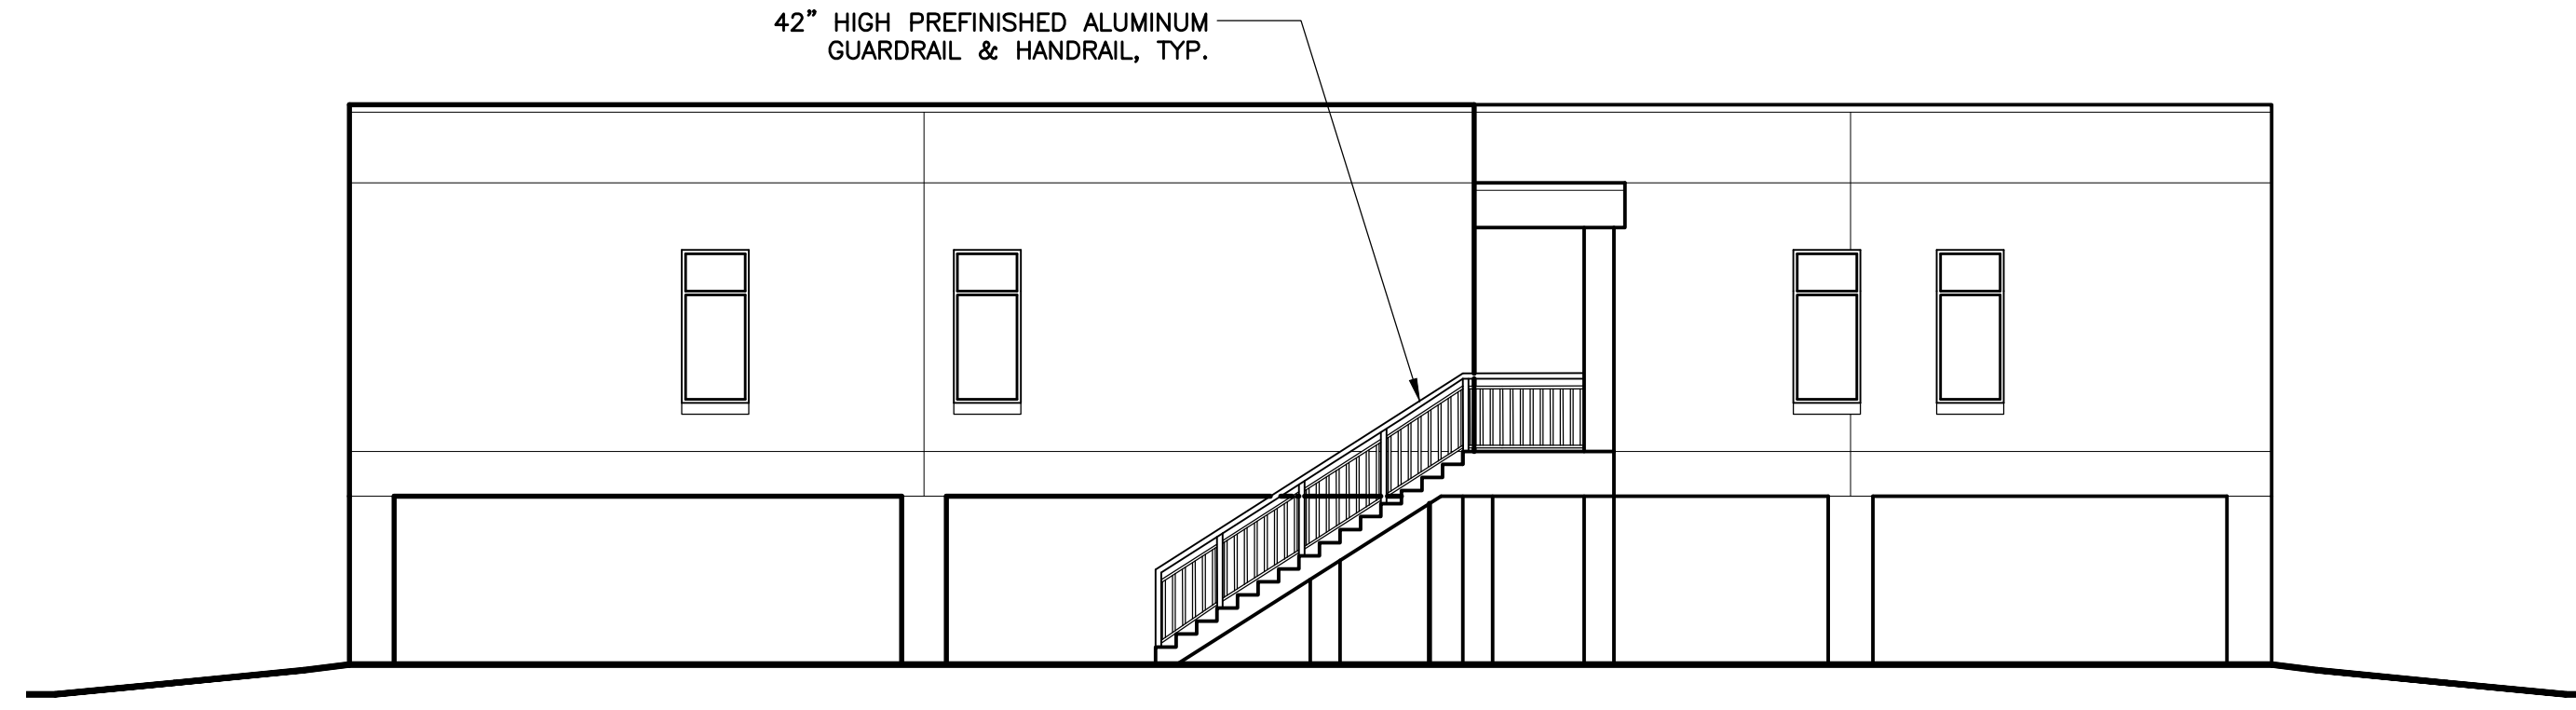 42” HIGH PREFINISHED ALUMINUM
GUARDRAIL & HANDRAIL, TYP.